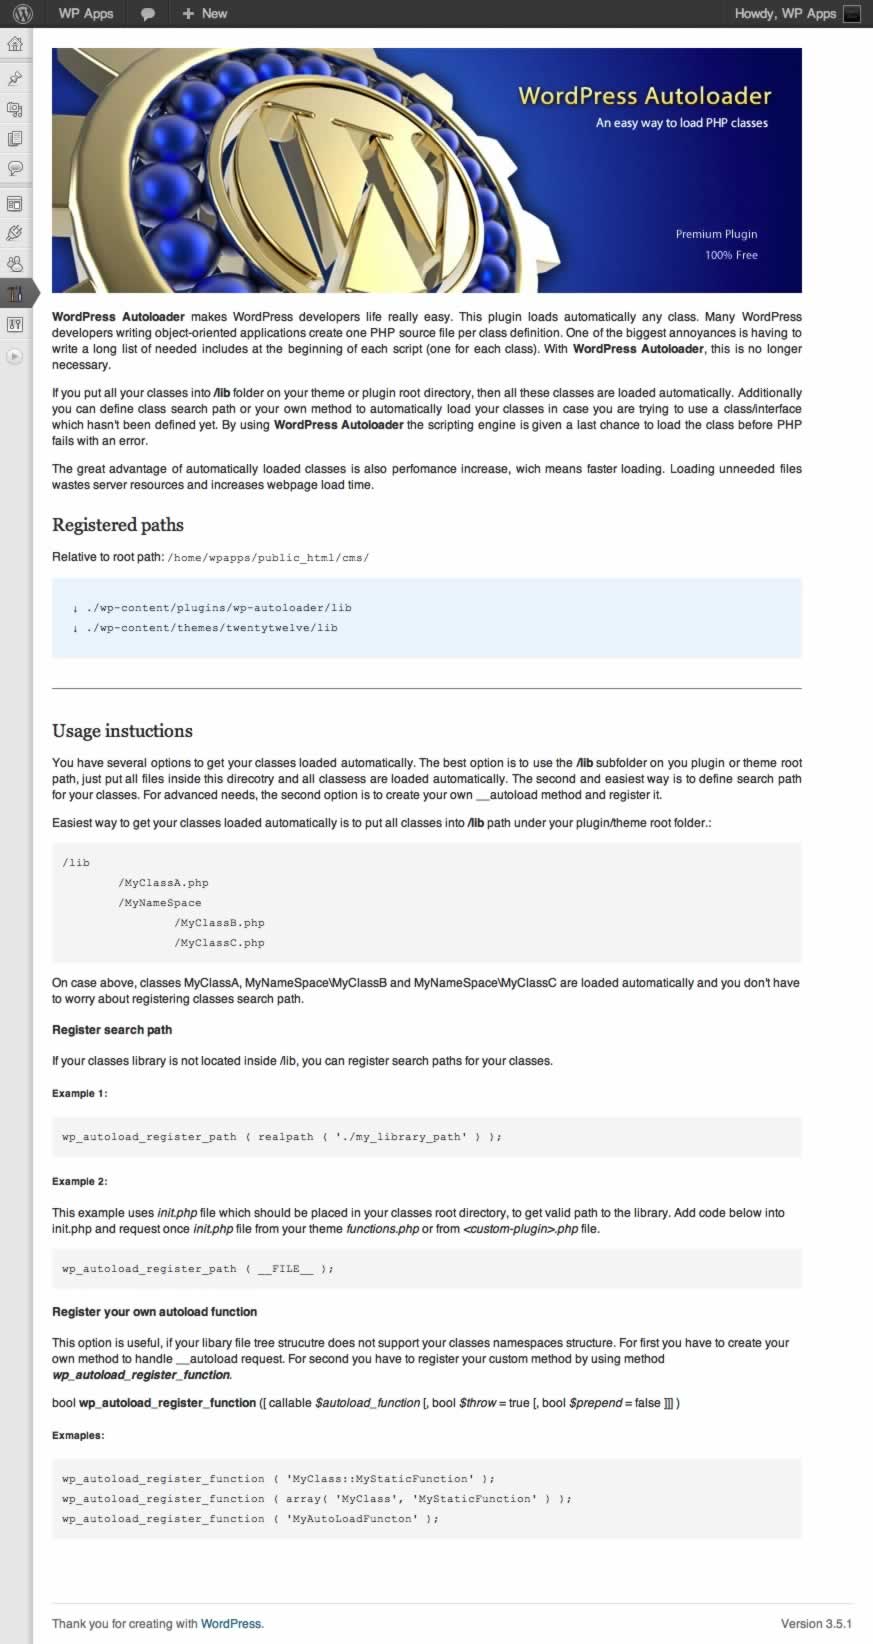 WP Apps
New
Howdy, WP Apps
WordPress Autoloader
An easy way to load PHP classes
Premium Plugin
100% Free
WordPress Autoloader makes WordPress developers life really easy. This plugin loads automatically any class. Many WordPress
developers writing object-oriented applications create one PHP source file per class definition. One of the biggest annoyances is having to
write a long list of needed includes at the beginning of each script (one for each class). With WordPress Autoloader, this is no longer
necessary.
If you put all your classes into /lib folder on your theme or plugin root directory, then all these classes are loaded automatically. Additionally
you can define class search path or your own method to automatically load your classes in case you are trying to use a class/interface
which hasn't been defined yet. By using WordPress Autoloader the scripting engine is given a last chance to load the class before PHP
fails with an error.
The great advantage of automatically loaded classes is also perfomance increase, wich means faster loading. Loading unneeded files
wastes server resources and increases webpage load time.
Registered paths
Relative to root path: /home/wpapps/public_html/cms/
↓ ./wp-content/plugins/wp-autoloader/lib
↓ ./wp-content/themes/twentytwelve/lib
Usage instuctions
You have several options to get your classes loaded automatically. The best option is to use the /lib subfolder on you plugin or theme root
path, just put all files inside this direcotry and all classess are loaded automatically. The second and easiest way is to define search path
for your classes. For advanced needs, the second option is to create your own __autoload method and register it.
Easiest way to get your classes loaded automatically is to put all classes into /lib path under your plugin/theme root folder.:
/lib
/MyClassA.php
/MyNameSpace
/MyClassB.php
/MyClassC.php
On case above, classes MyClassA, MyNameSpace\MyClassB and MyNameSpace\MyClassC are loaded automatically and you don't have
to worry about registering classes search path.
Register search path
If your classes library is not located inside /lib, you can register search paths for your classes.
Example 1:
wp_autoload_register_path ( realpath ( './my_library_path' ) );
Example 2:
This example uses init.php file which should be placed in your classes root directory, to get valid path to the library. Add code below into
init.php and request once init.php file from your theme functions.php or from <custom-plugin>.php file.
wp_autoload_register_path ( __FILE__ );
Register your own autoload function
This option is useful, if your libary file tree strucutre does not support your classes namespaces structure. For first you have to create your
own method to handle __autoload request. For second you have to register your custom method by using method
wp_autoload_register_function.
bool wp_autoload_register_function ([ callable $autoload_function [, bool $throw = true [, bool $prepend = false ]]] )
Exmaples:
wp_autoload_register_function ( 'MyClass::MyStaticFunction' );
wp_autoload_register_function ( array( 'MyClass', 'MyStaticFunction' ) );
wp_autoload_register_function ( 'MyAutoLoadFuncton' );
Thank you for creating with WordPress.
Version 3.5.1